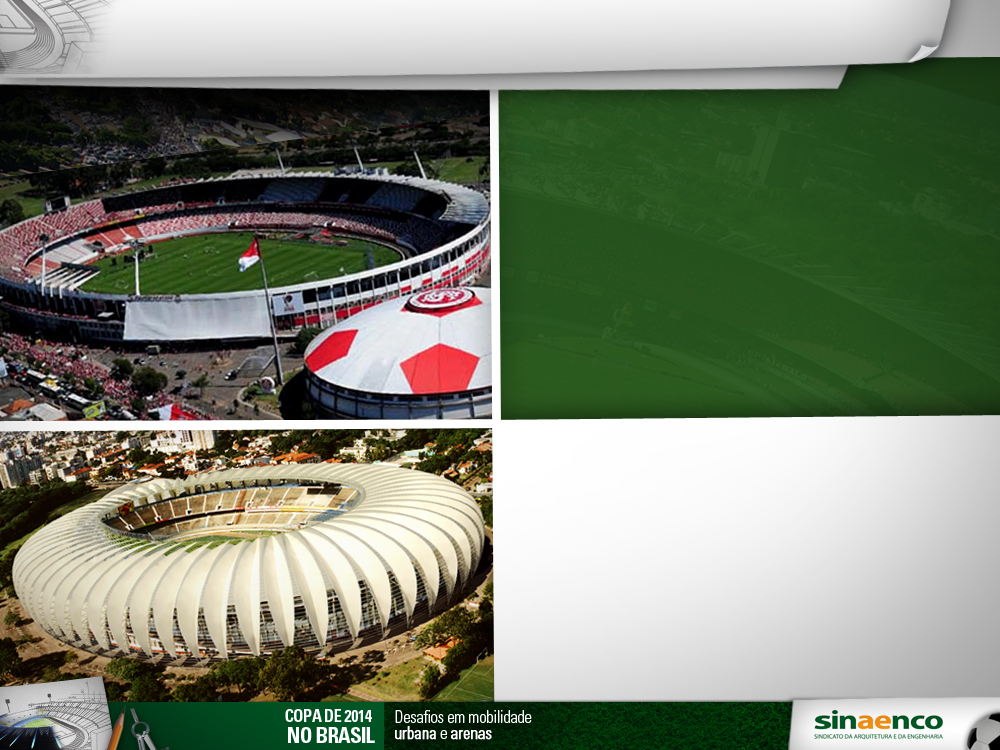 COPA DE 2014
NO BRASIL
Desafios em mobilidade
urbana e arenas
sinaenco
SINDICATO DA ARQUITETURA E DA ENGENHARIA